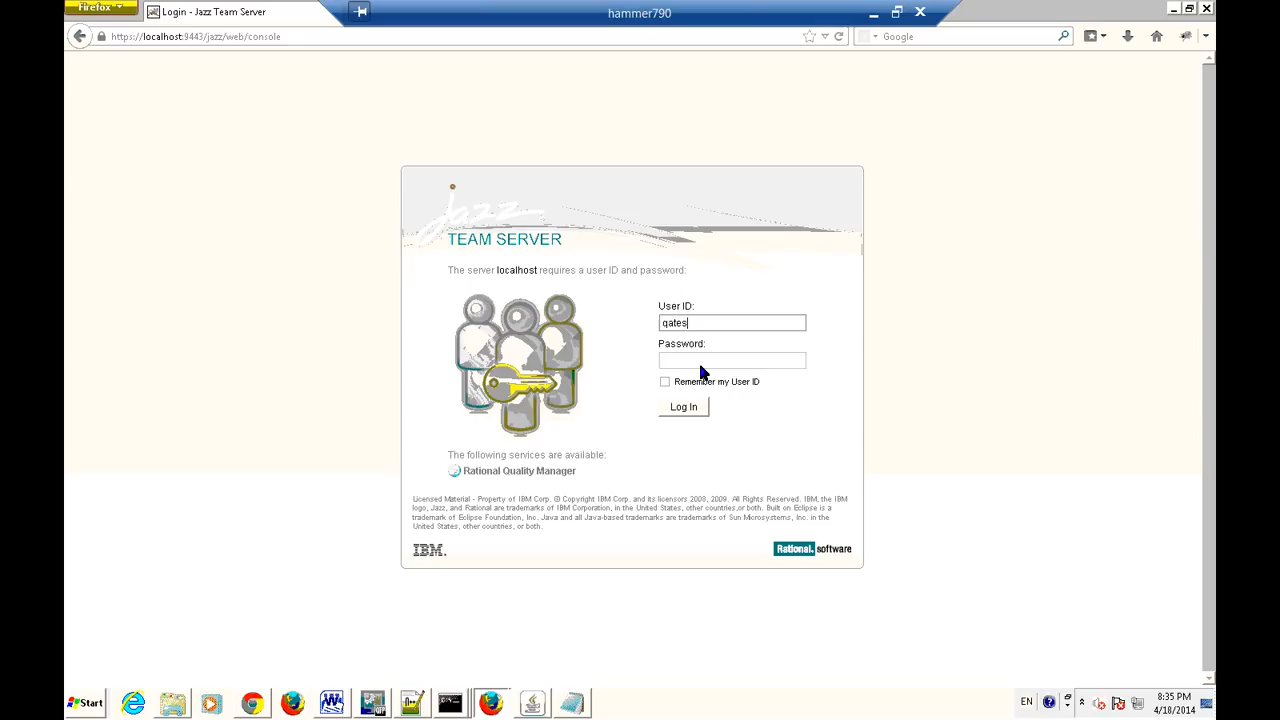 Firefox
Login - Jazz Team Server
hammer790
https://localhost:9443/jazz/web/console
Google
jazz
TEAM SERVER
The server localhost requires a user ID and password:
User ID:
qates
Password:
Remember my User ID
Log In
The following services are available:
Rational Quality Manager
Licensed Material - Property of IBM Corp. © Copyright IBM Corp. and its licensors 2008, 2009. All Rights Reserved. IBM, the IBM
logo, Jazz, and Rational are trademarks of IBM Corporation, in the United States, other countries,or both. Built on Eclipse is a
trademark of Eclipse Foundation, Inc. Java and all Java-based trademarks are trademarks of Sun Microsystems, Inc. in the
United States, other countries, or both.
IBM.
Rational. software
Start
EN
8:35 PM
4/18/2014